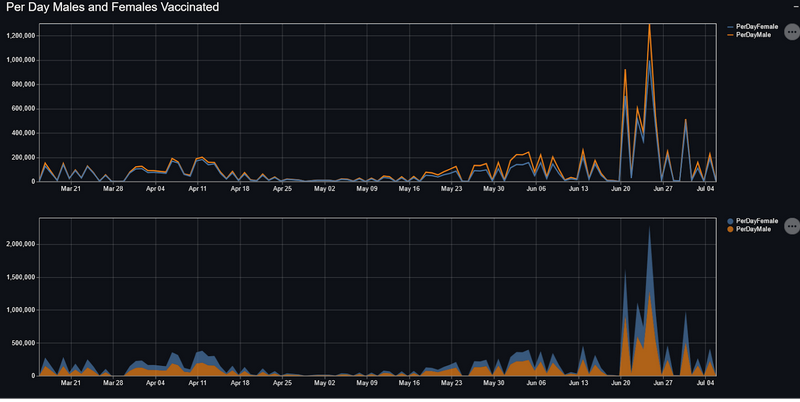 Per Day Males and Females Vaccinated
PerDayFemale
PerDayMale
1,200,000
1,000,000
800,000
600,000
400,000
200,000
0
Mar 21 Mar 28 Apr 04 Apr 11 Apr 18 Apr 25 May 02 May 09 May 16 May 23 May 30 Jun 06 Jun 13 Jun 20 Jun 27 Jul 04
PerDayFemale
PerDayMale
2,000,000
1,500,000
1,000,000
500,000
0
Mar 21 Mar 28 Apr 04 Apr 11 Apr 18 Apr 25 May 02 May 09 May 16 May 23 May 30 Jun 06 Jun 13 Jun 20 Jun 27 Jul 04